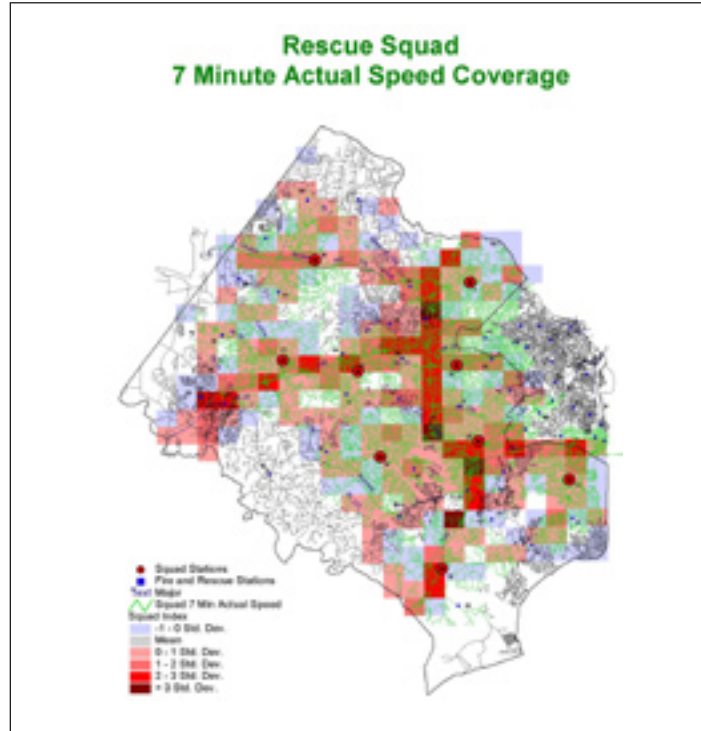 Rescue Squad
7 Minute Actual Speed Coverage
Squad Stations
Fire and Rescue Stations
Text Major
Squad 7 Min Actual Speed
Squad Index
-1 - 0 Std. Dev.
Mean
0 - 1 Std. Dev.
1 - 2 Std. Dev.
2 - 3 Std. Dev.
+ 3 Std. Dev.